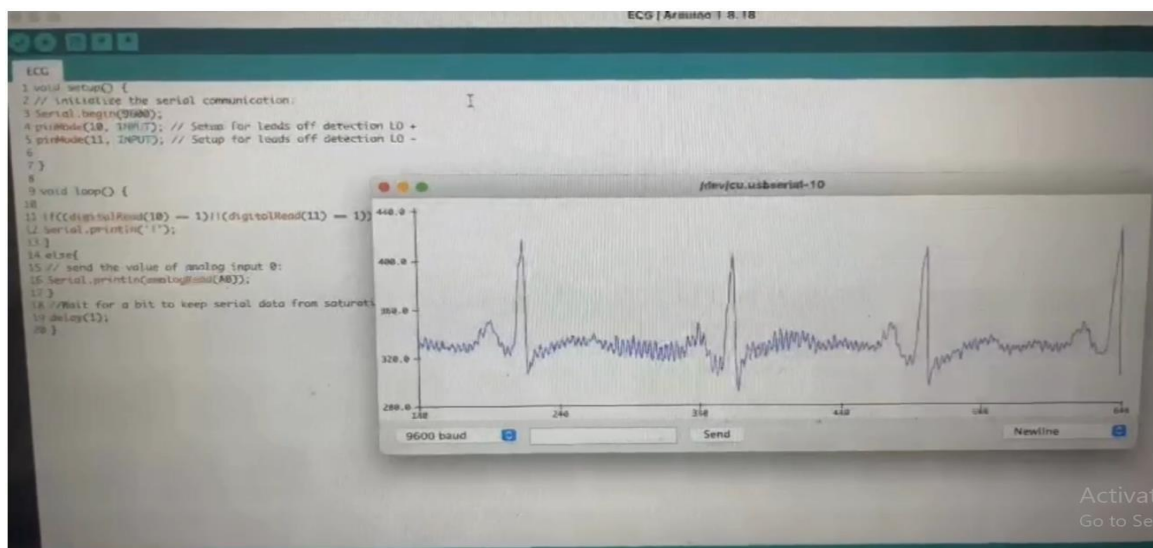 ECG | Arduino 1.8.18
ECG
1 void setup() {
2 // initialize the serial communication:
3 Serial.begin(9600);
4 pinMode(10, INPUT); // Setup for leads off detection LO +
5 pinMode(11, INPUT); // Setup for leads off detection LO -
6
7 }
8
9 void loop() {
10
11 if((digitalRead(10) == 1)||(digitalRead(11) == 1))
12 Serial.println('!');
13 }
14 else{
15 // send the value of analog input 0:
16 Serial.println(analogRead(A0));
17 }
18 //Wait for a bit to keep serial data from saturati
19 delay(1);
20 }
/dev/cu.usbserial-10
440.0
400.0
360.0
320.0
280.0
240
9600 baud
Send
Newline
Activat
Go to Se